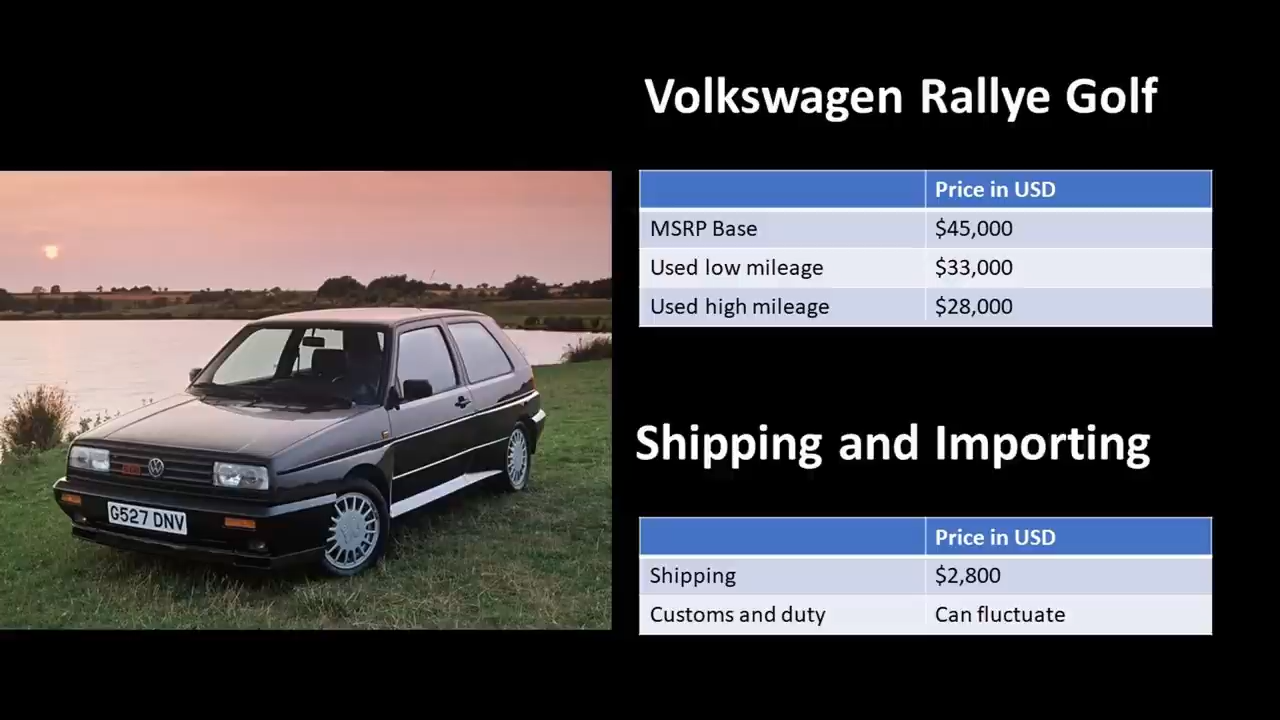 Volkswagen Rallye Golf
Price in USD
MSRP Base $45,000
Used low mileage $33,000
Used high mileage $28,000
G527 DNV
Shipping and Importing
Price in USD
Shipping $2,800
Customs and duty Can fluctuate